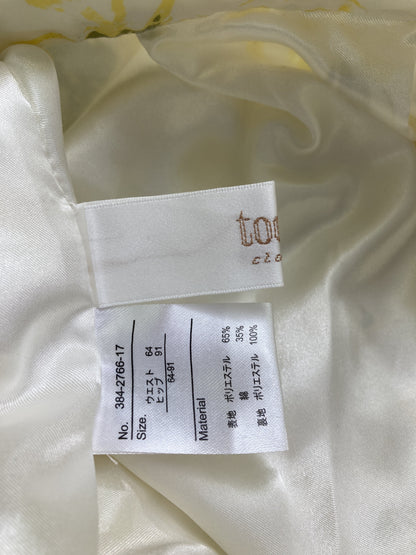 to
clo
No. 384-2766-17
Size.
ウエスト 64
ヒップ 91
64-91
Material
表地 ポリエステル 65%
綿 35%
裏地 ポリエステル 100%